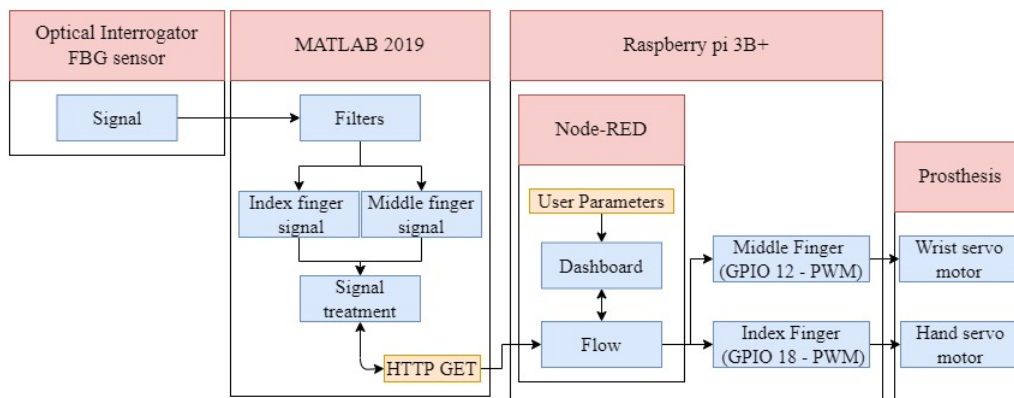 Optical Interrogator
FBG sensor
Signal
MATLAB 2019
Filters
Index finger
signal
Middle finger
signal
Signal
treatment
HTTP GET
Raspberry pi 3B+
Node-RED
User Parameters
Dashboard
Flow
Middle Finger
(GPIO 12 - PWM)
Index Finger
(GPIO 18 - PWM)
Prosthesis
Wrist servo
motor
Hand servo
motor